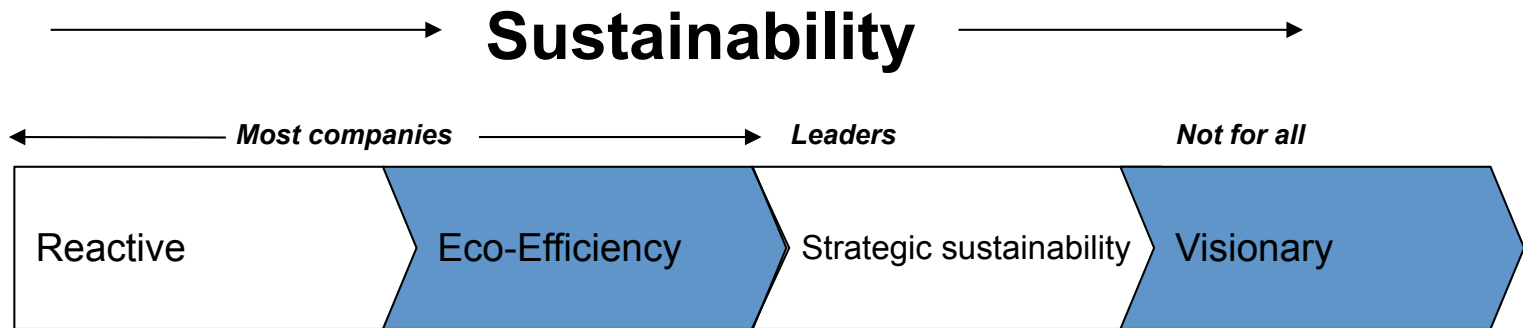 Sustainability
Most companies
Leaders
Not for all
Reactive
Eco-Efficiency
Strategic sustainability
Visionary